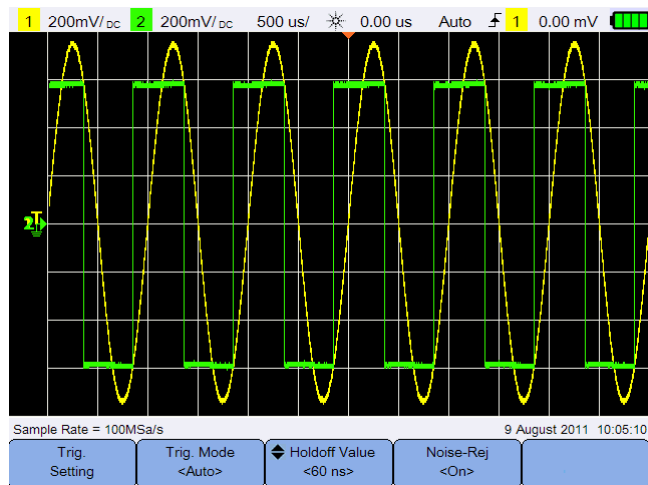 1 200mV/DC 2 200mV/DC 500 us/ 0.00 us Auto 1 0.00 mV
T
2
Sample Rate = 100MSa/s 9 August 2011 10:05:10
Trig. Setting
Trig. Mode <Auto>
Holdoff Value <60 ns>
Noise-Rej <On>